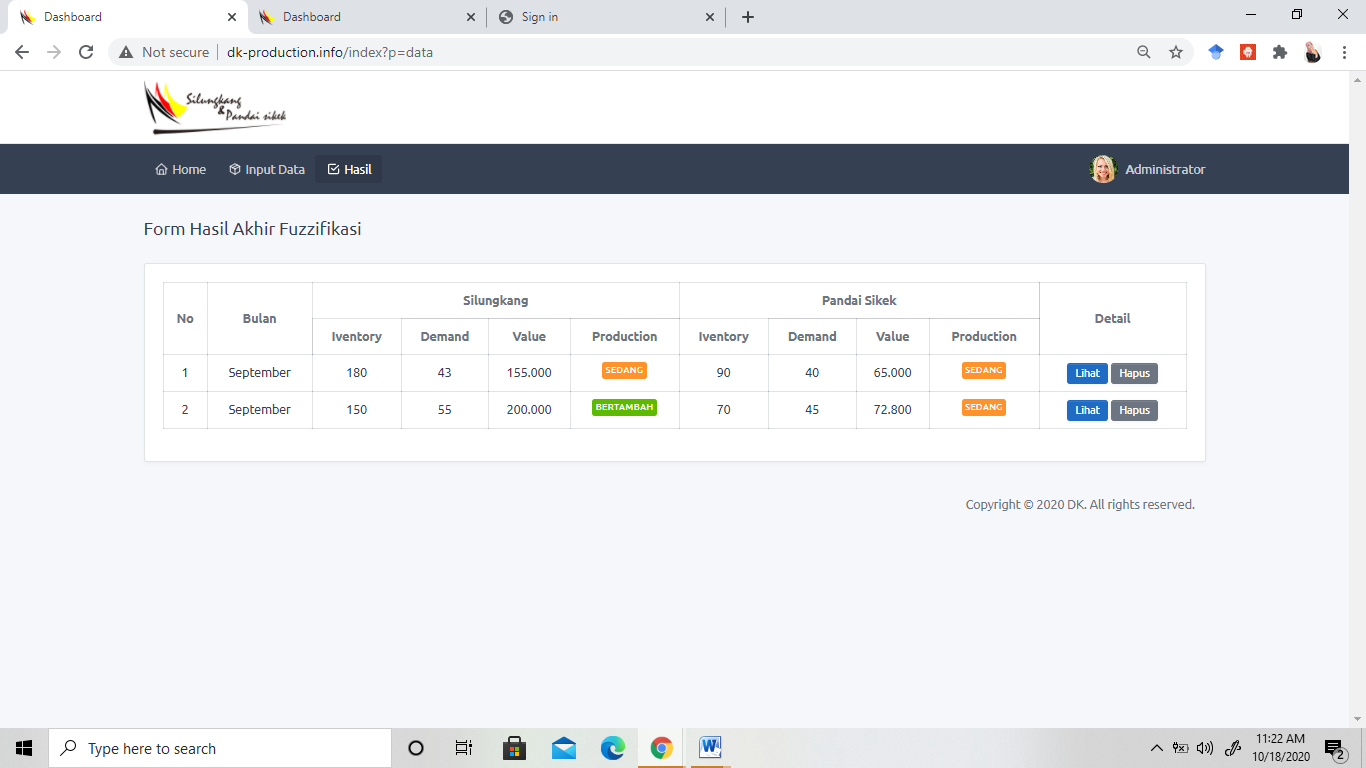 Dashboard
Dashboard
Sign in
Not secure
dk-production.info/index?p=data
Silungkang
& Pandai sikek
Home
Input Data
Hasil
Administrator
Form Hasil Akhir Fuzzifikasi
No Bulan Silungkang Pandai Sikek Detail
Iventory Demand Value Production Iventory Demand Value Production
1 September 180 43 155.000 SEDANG 90 40 65.000 SEDANG Lihat Hapus
2 September 150 55 200.000 BERTAMBAH 70 45 72.800 SEDANG Lihat Hapus
Copyright © 2020 DK. All rights reserved.
Type here to search
11:22 AM
10/18/2020
2